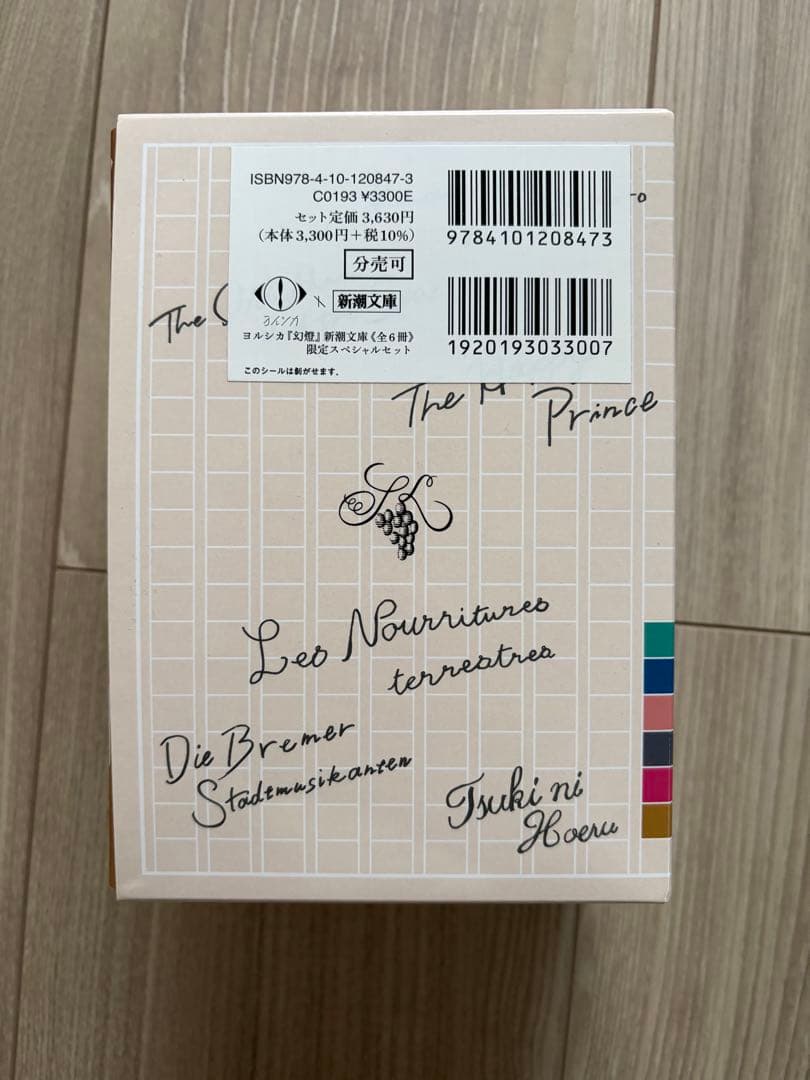 ISBN978-4-10-120847-3
C0193 ¥3300E
セット定価 3,630円
(本体3,300円+税10%)
分売可
9784101208473
ヨルシカ
×
新潮文庫
ヨルシカ『幻燈』新潮文庫《全6冊》
限定スペシャルセット
1920193033007
このシールは剝がせます.
The
The
Prince
SK
Les Nourritures
terrestres
Die Bremer
Stadtmusikanten
Tsuki ni
Hoeru